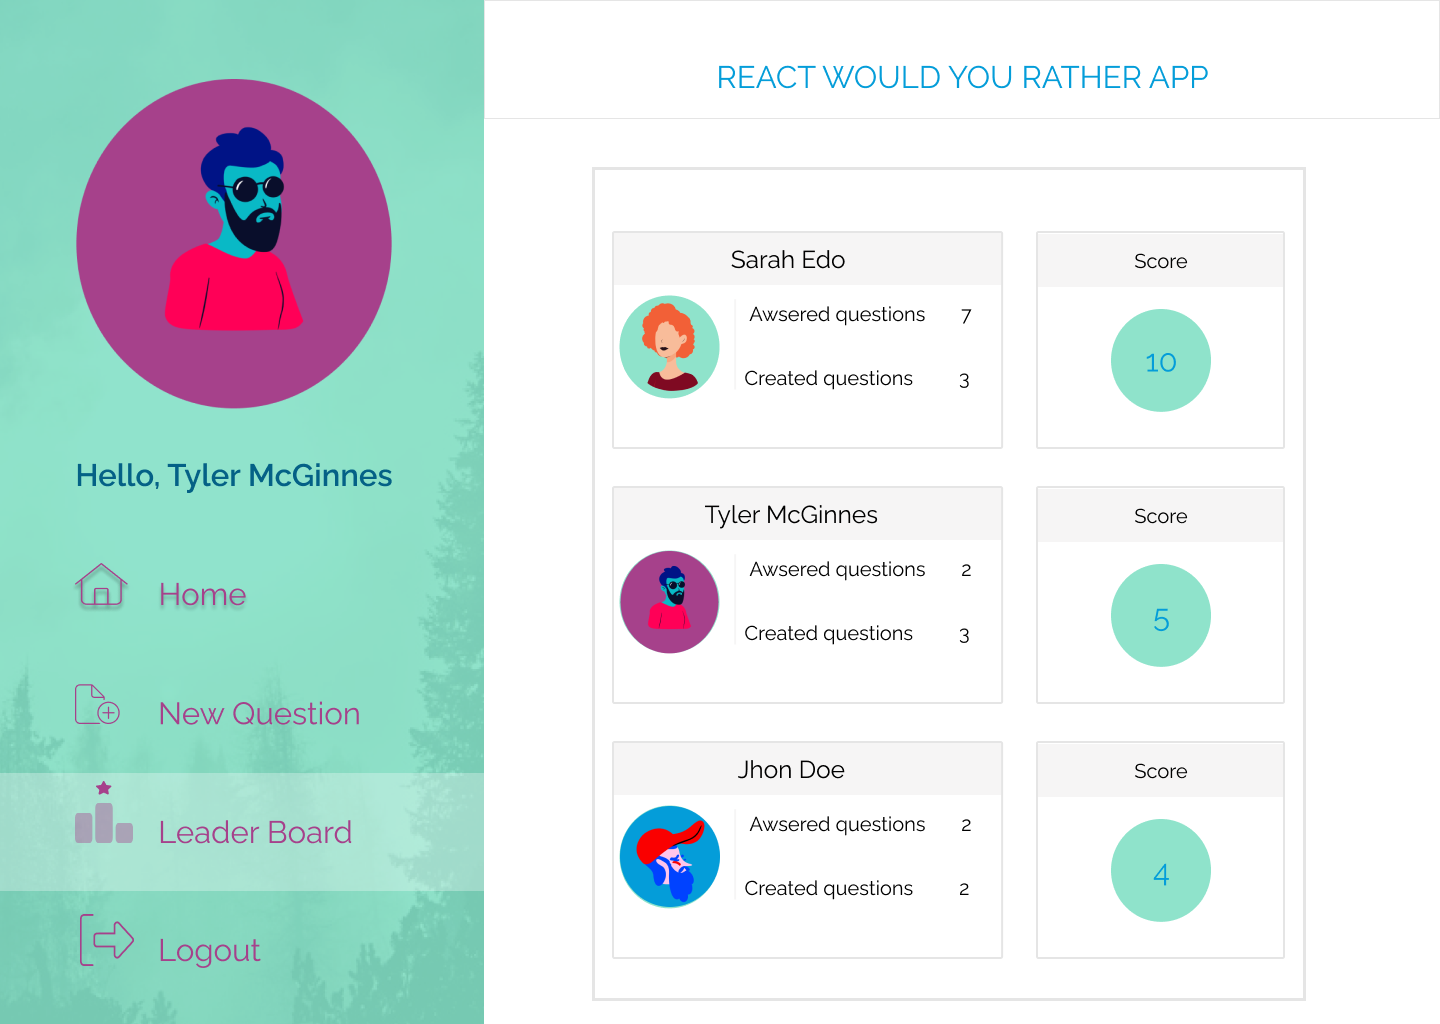 Hello, Tyler McGinnes
Home
New Question
Leader Board
Logout
REACT WOULD YOU RATHER APP
Sarah Edo
Awsered questions 7
Created questions 3
Score
10
Tyler McGinnes
Awsered questions 2
Created questions 3
Score
5
Jhon Doe
Awsered questions 2
Created questions 2
Score
4